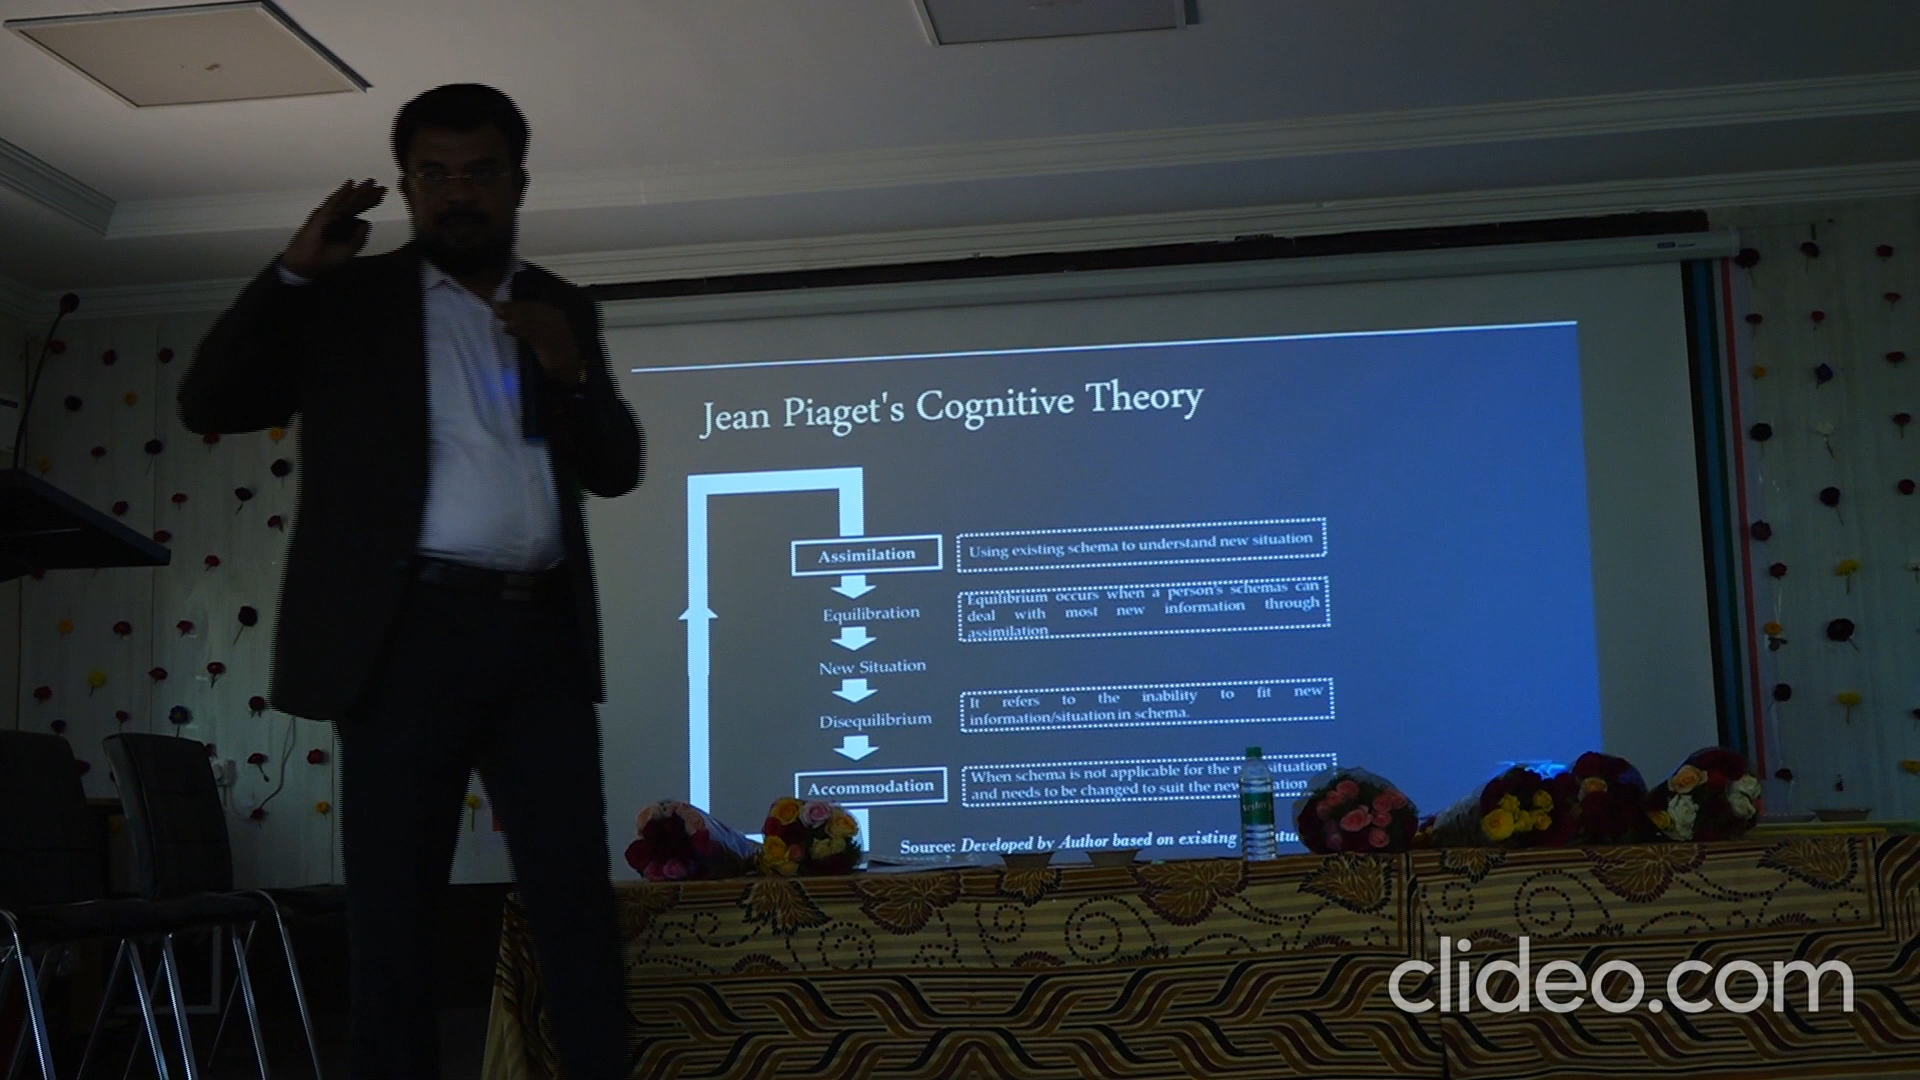 Jean Piaget's Cognitive Theory
Assimilation
Using existing schema to understand new situation
Equilibration
Equilibrium occurs when a person's schemas can
deal with most new information through
assimilation
New Situation
Disequilibrium
It refers to the inability to fit new
information/situation in schema.
Accommodation
When schema is not applicable for the situation
and needs to be changed to suit the new
Source: Developed by Author based on existing
clideo.com